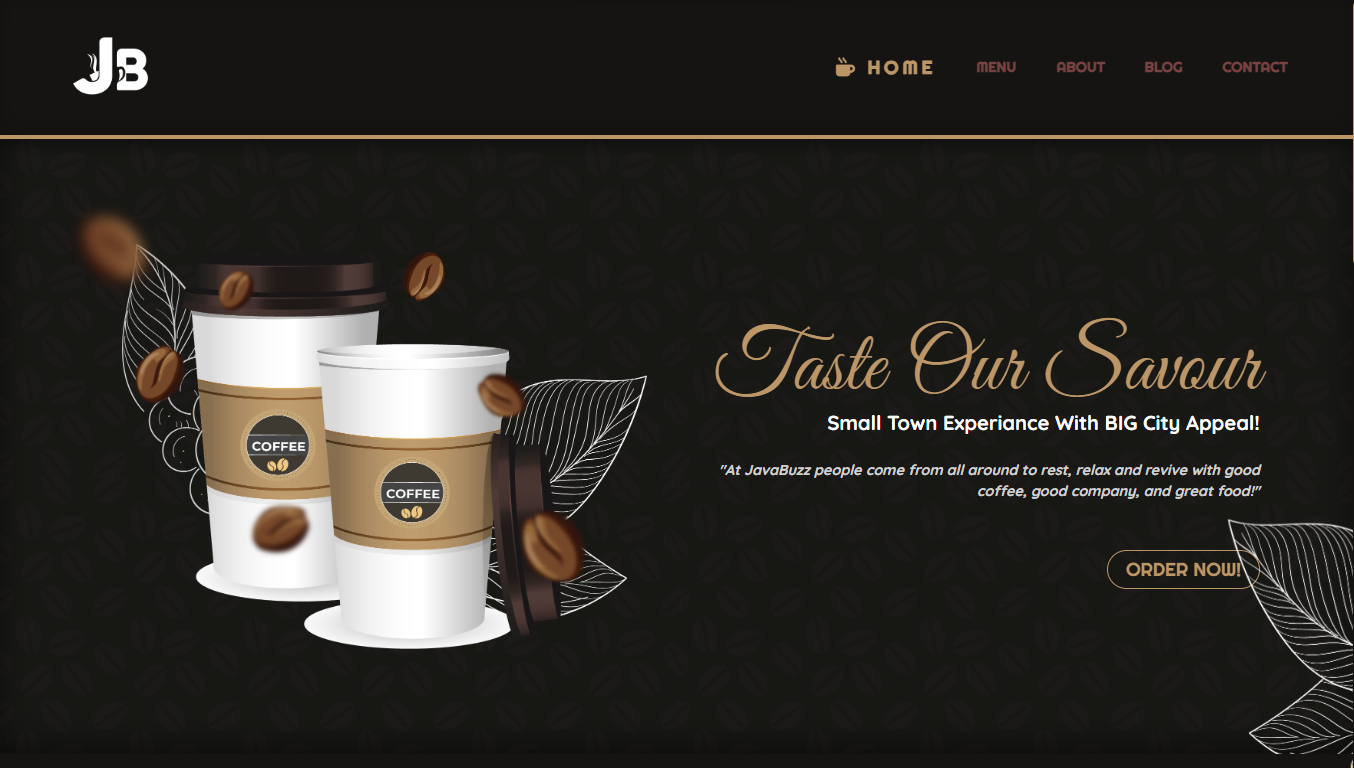 JB
HOME MENU ABOUT BLOG CONTACT
Taste Our Savour
Small Town Experiance With BIG City Appeal!
"At JavaBuzz people come from all around to rest, relax and revive with good
coffee, good company, and great food!"
ORDER NOW!
COFFEE
COFFEE